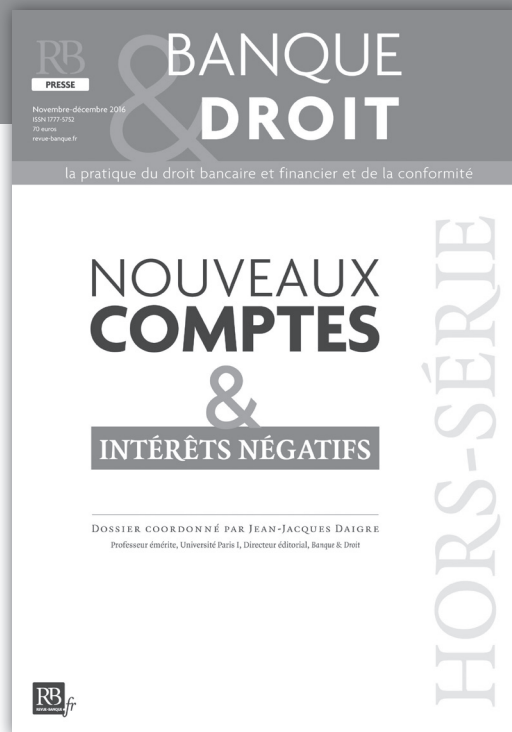 RB
PRESSE
Novembre-décembre 2016
ISSN 1777-5752
70 euros
revue-banque.fr
BANQUE
& DROIT
la pratique du droit bancaire et financier et de la conformité
HORS-SÉRIE
NOUVEAUX
COMPTES
&
INTÉRÊTS NÉGATIFS
DOSSIER COORDONNÉ PAR JEAN-JACQUES DAIGRE
Professeur émérite, Université Paris I, Directeur éditorial, Banque & Droit
RB
REVUE-BANQUE.fr